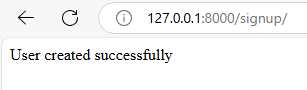 127.0.0.1:8000/signup/
User created successfully